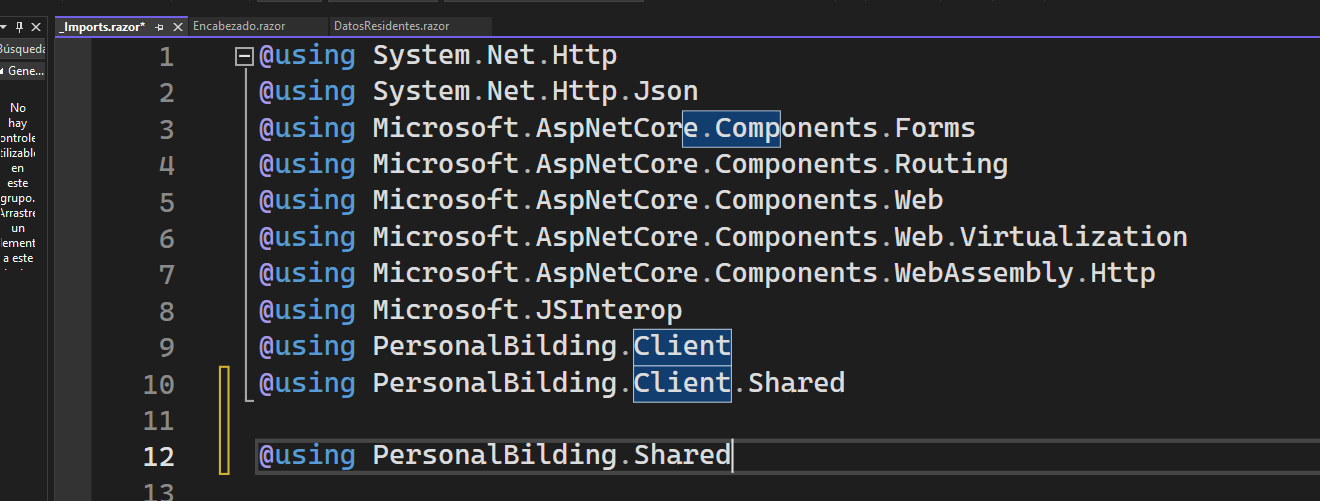 _Imports.razor*
Encabezado.razor
DatosResidentes.razor
Búsqueda
Gene...
No
hay
ontrole
tilizabl
en
este
grupo.
Arrastre
un
lement
a este
1 @using System.Net.Http
2 @using System.Net.Http.Json
3 @using Microsoft.AspNetCore.Components.Forms
4 @using Microsoft.AspNetCore.Components.Routing
5 @using Microsoft.AspNetCore.Components.Web
6 @using Microsoft.AspNetCore.Components.Web.Virtualization
7 @using Microsoft.AspNetCore.Components.WebAssembly.Http
8 @using Microsoft.JSInterop
9 @using PersonalBilding.Client
10 @using PersonalBilding.Client.Shared
11
12 @using PersonalBilding.Shared
13